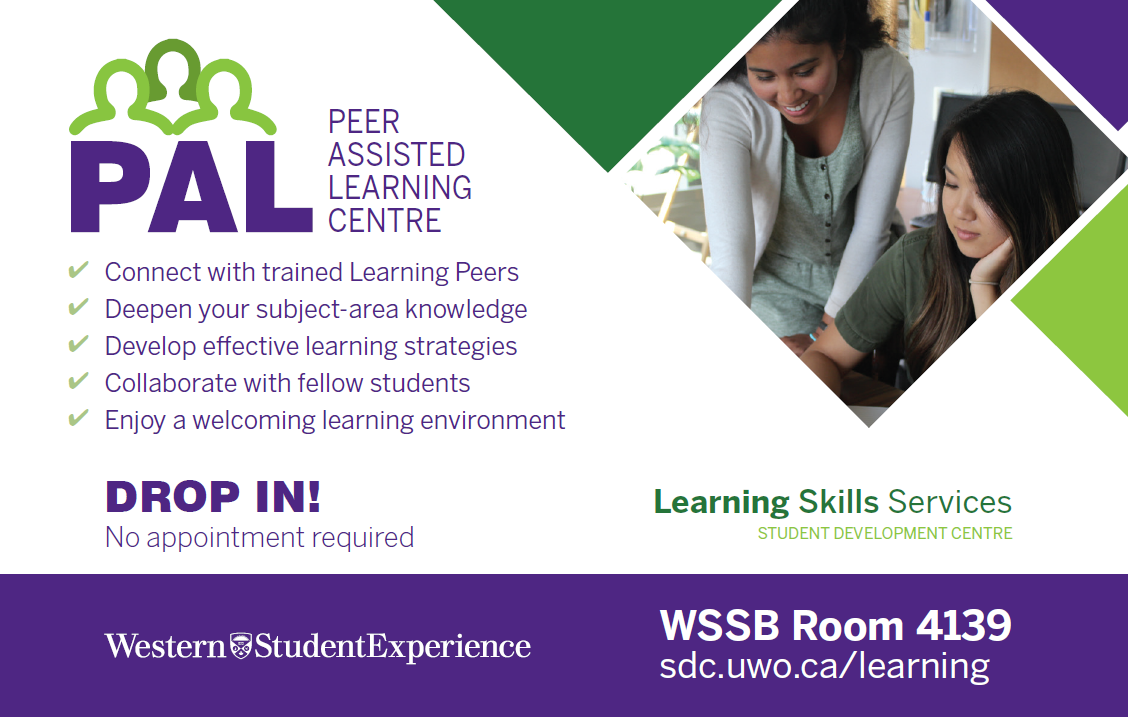 PAL
PEER
ASSISTED
LEARNING
CENTRE
✔ Connect with trained Learning Peers
✔ Deepen your subject-area knowledge
✔ Develop effective learning strategies
✔ Collaborate with fellow students
✔ Enjoy a welcoming learning environment
DROP IN!
No appointment required
Learning Skills Services
STUDENT DEVELOPMENT CENTRE
Western StudentExperience
WSSB Room 4139
sdc.uwo.ca/learning